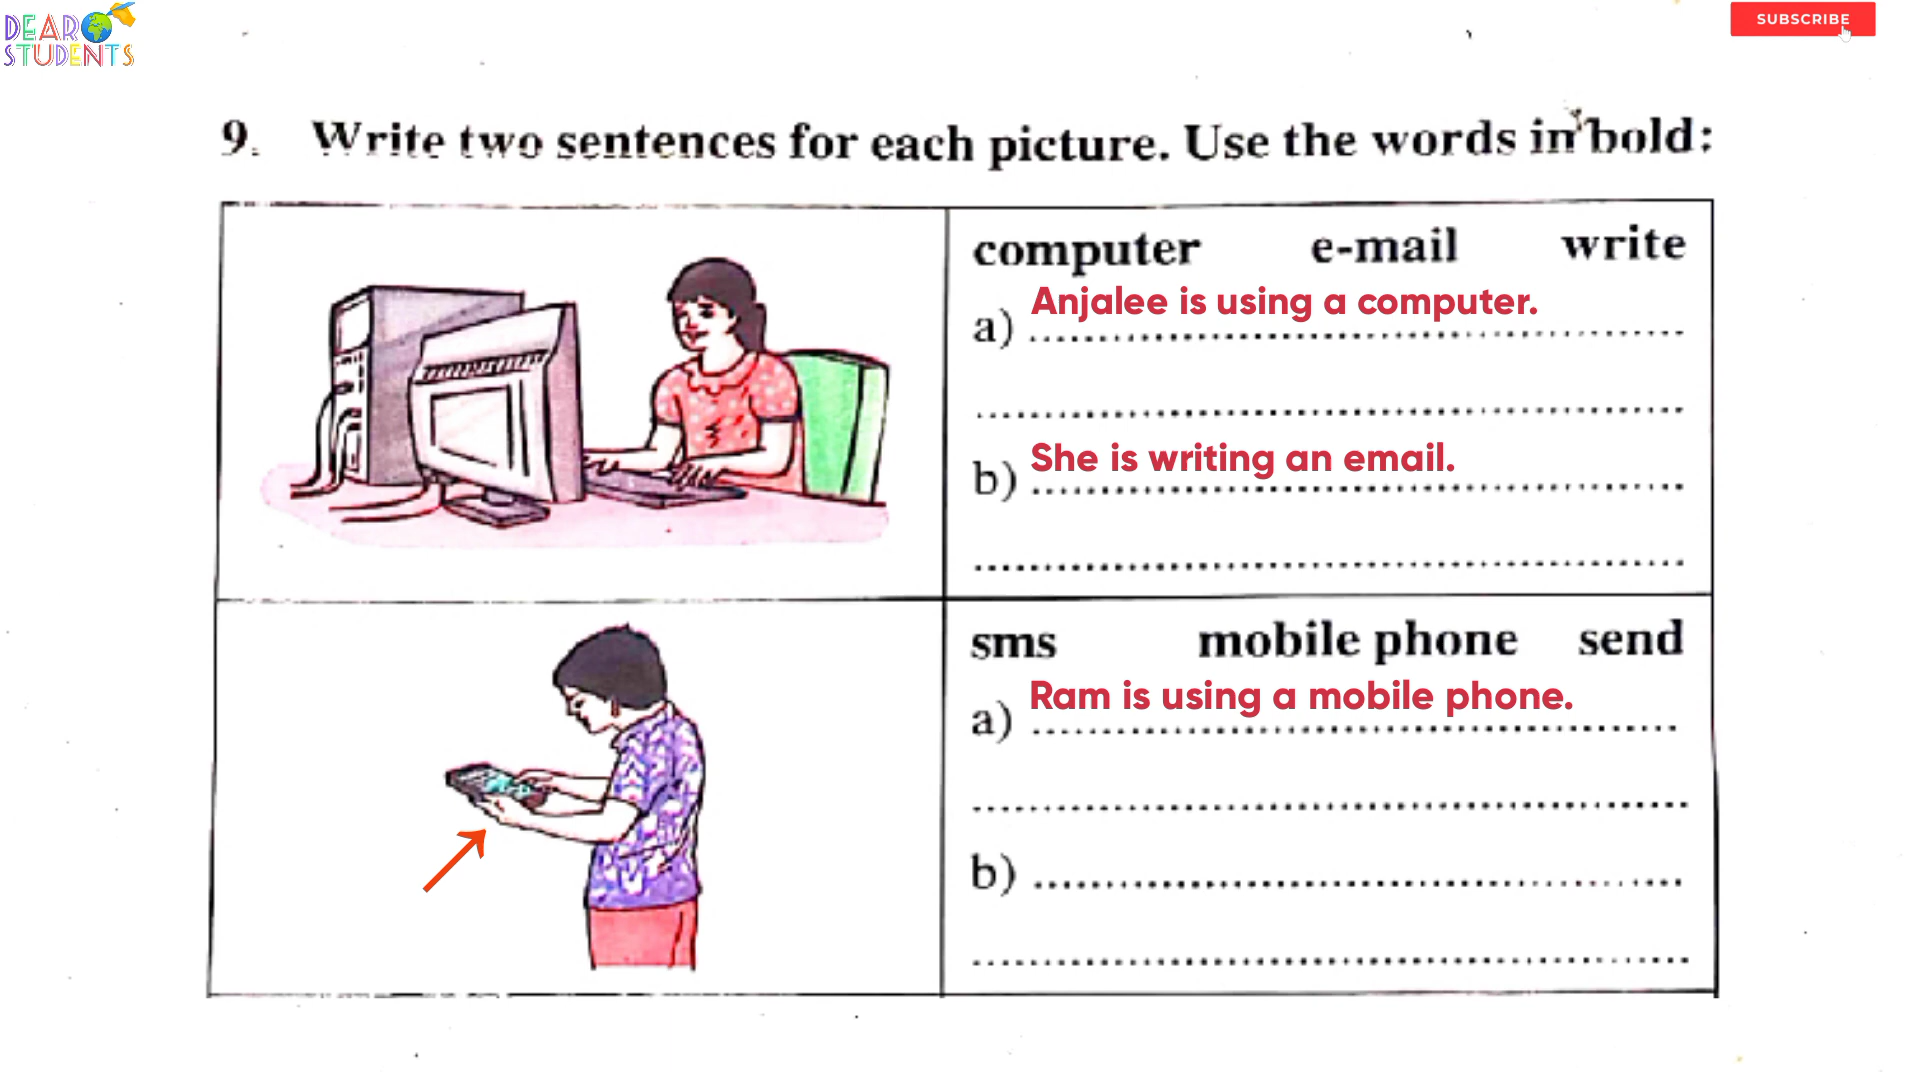 DEAR
STUDENTS
SUBSCRIBE
9. Write two sentences for each picture. Use the words in bold:
computer e-mail write
a) Anjalee is using a computer.
b) She is writing an email.
sms mobile phone send
a) Ram is using a mobile phone.
b)